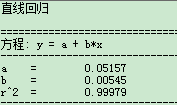 直线回归
方程: y = a + b*x
a = 0.05157
b = 0.00545
r^2 = 0.99979